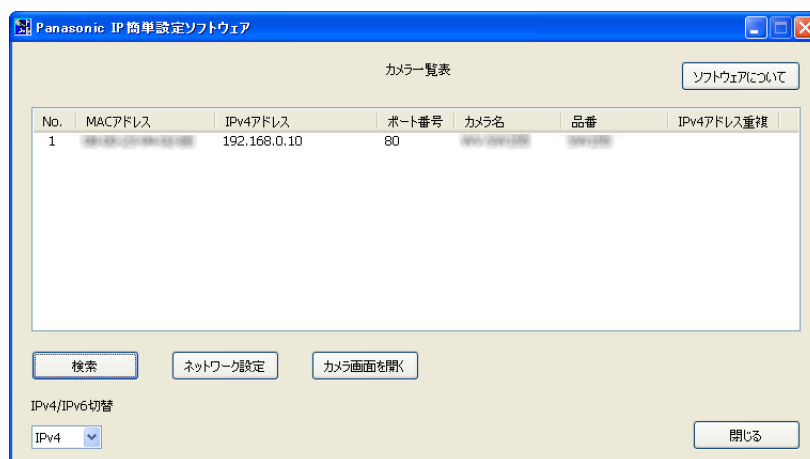 Panasonic IP簡単設定ソフトウェア
カメラ一覧表
ソフトウェアについて
No. MACアドレス IPv4アドレス ポート番号 カメラ名 品番 IPv4アドレス重複
1 192.168.0.10 80
検索 ネットワーク設定 カメラ画面を開く
IPv4/IPv6切替
IPv4
閉じる